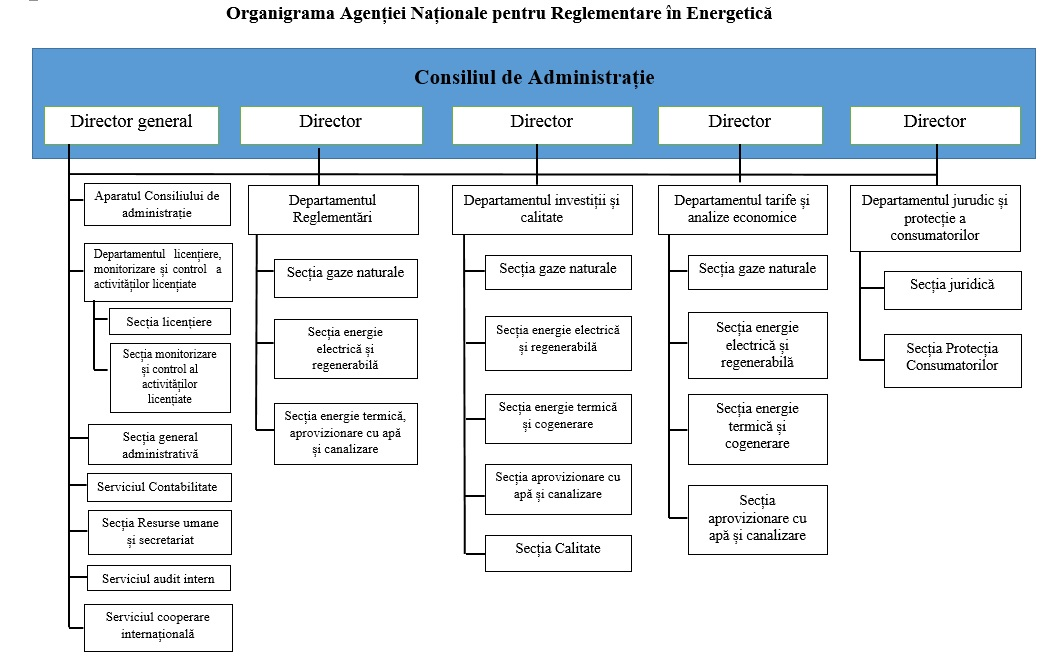 Organigrama Agenției Naționale pentru Reglementare în Energetică
Consiliul de Administrație
Director general
Director
Director
Director
Director
Aparatul Consiliului de
administrație
Departamentul licențiere,
monitorizare și control a
activităților licențiate
Secția licențiere
Secția monitorizare
și control al
activităților
licențiate
Secția general
administrativă
Serviciul Contabilitate
Secția Resurse umane
și secretariat
Serviciul audit intern
Serviciul cooperare
internațională
Departamentul
Reglementări
Secția gaze naturale
Secția energie
electrică și
regenerabilă
Secția energie termică,
aprovizionare cu apă
și canalizare
Departamentul investiții și
calitate
Secția gaze naturale
Secția energie electrică
și regenerabilă
Secția energie termică
și cogenerare
Secția aprovizionare cu
apă și canalizare
Secția Calitate
Departamentul tarife și
analize economice
Secția gaze naturale
Secția energie
electrică și
regenerabilă
Secția energie
termică și
cogenerare
Secția
aprovizionare cu
apă și canalizare
Departamentul jurudic și
protecție a
consumatorilor
Secția juridică
Secția Protecția
Consumatorilor